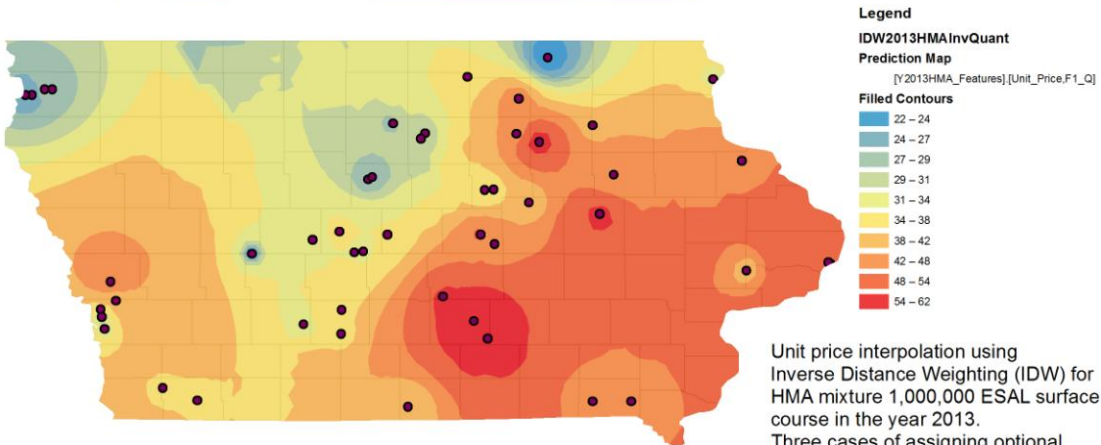 Legend
IDW2013HMAInvQuant
Prediction Map
[Y2013HMA_Features].[Unit_Price,F1_Q]
Filled Contours
22 – 24
24 – 27
27 – 29
29 – 31
31 – 34
34 – 38
38 – 42
42 – 48
48 – 54
54 – 62
Unit price interpolation using
Inverse Distance Weighting (IDW) for
HMA mixture 1,000,000 ESAL surface
course in the year 2013.
Three cases of assigning optional